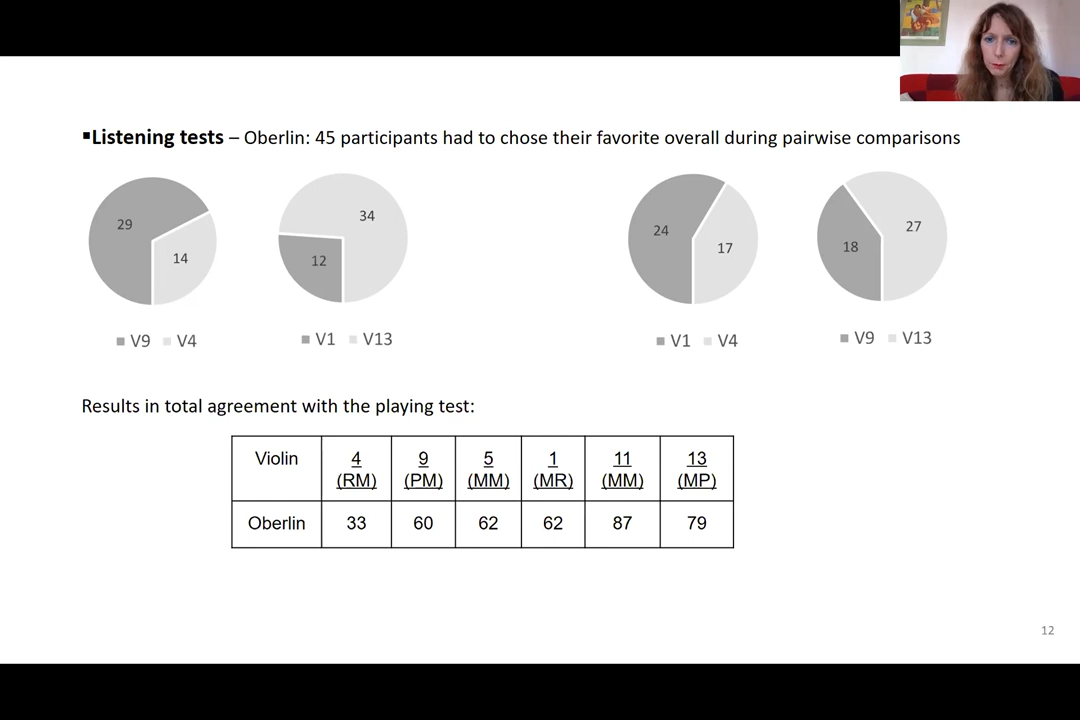 ▪Listening tests – Oberlin: 45 participants had to chose their favorite overall during pairwise comparisons
29
14
V9 V4
34
12
V1 V13
24
17
V1 V4
27
18
V9 V13
Results in total agreement with the playing test:
Violin 4 (RM) 9 (PM) 5 (MM) 1 (MR) 11 (MM) 13 (MP)
Oberlin 33 60 62 62 87 79
12